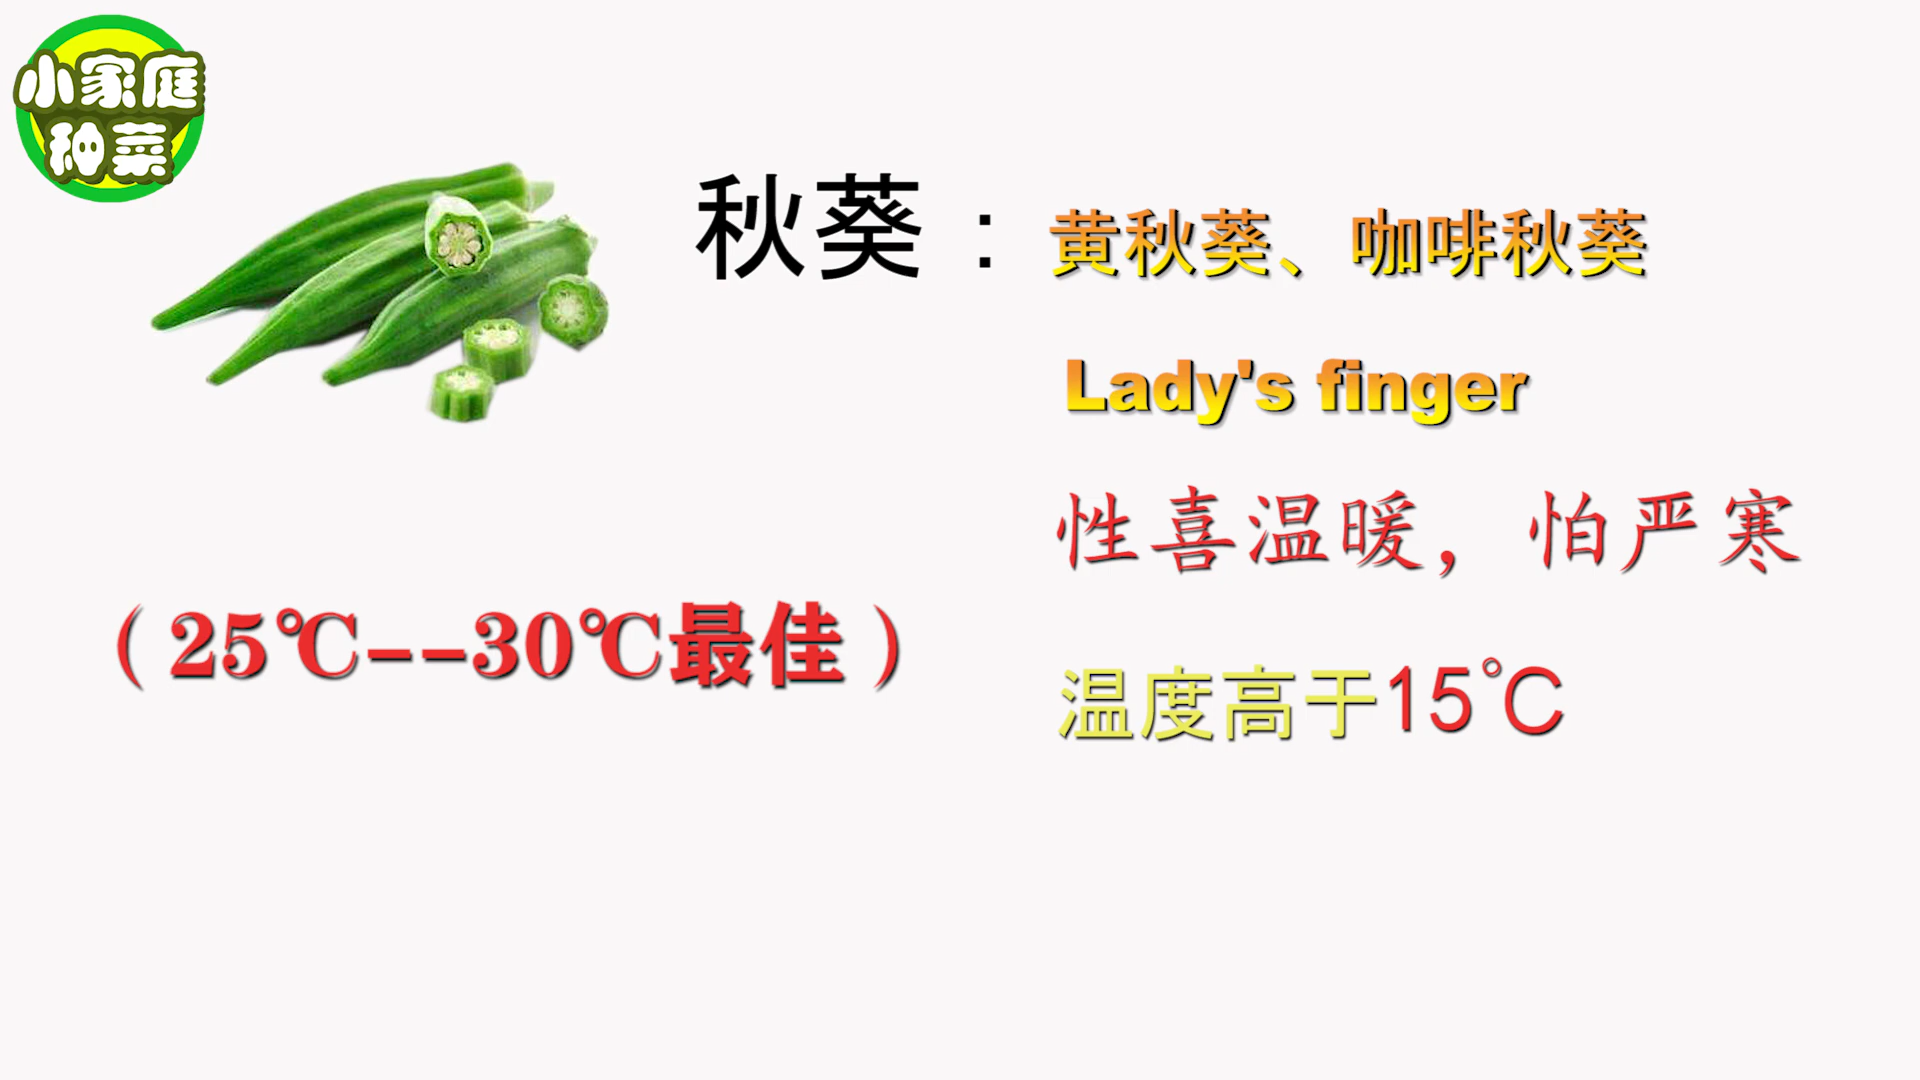 小家庭
种菜
秋葵：黄秋葵、咖啡秋葵
Lady's finger
性喜温暖，怕严寒
（25℃--30℃最佳）
温度高于15℃